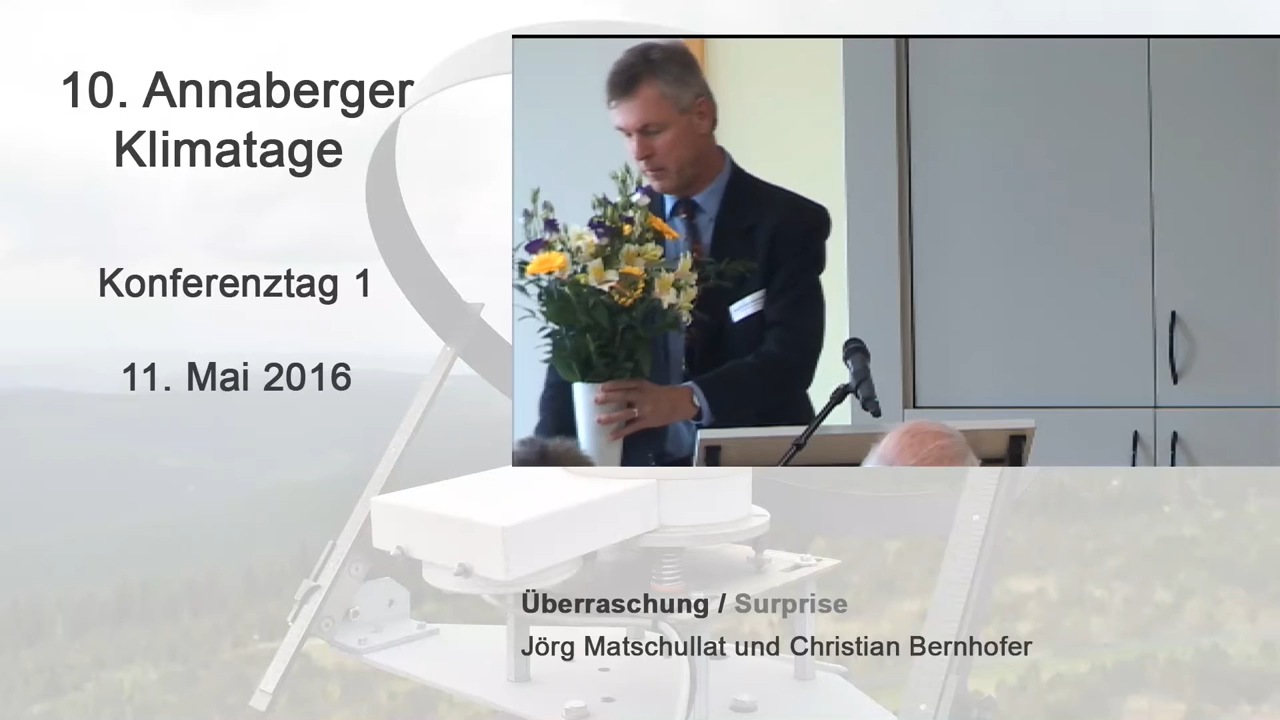 10. Annaberger
Klimatage
Konferenztag 1
11. Mai 2016
Überraschung / Surprise
Jörg Matschullat und Christian Bernhofer